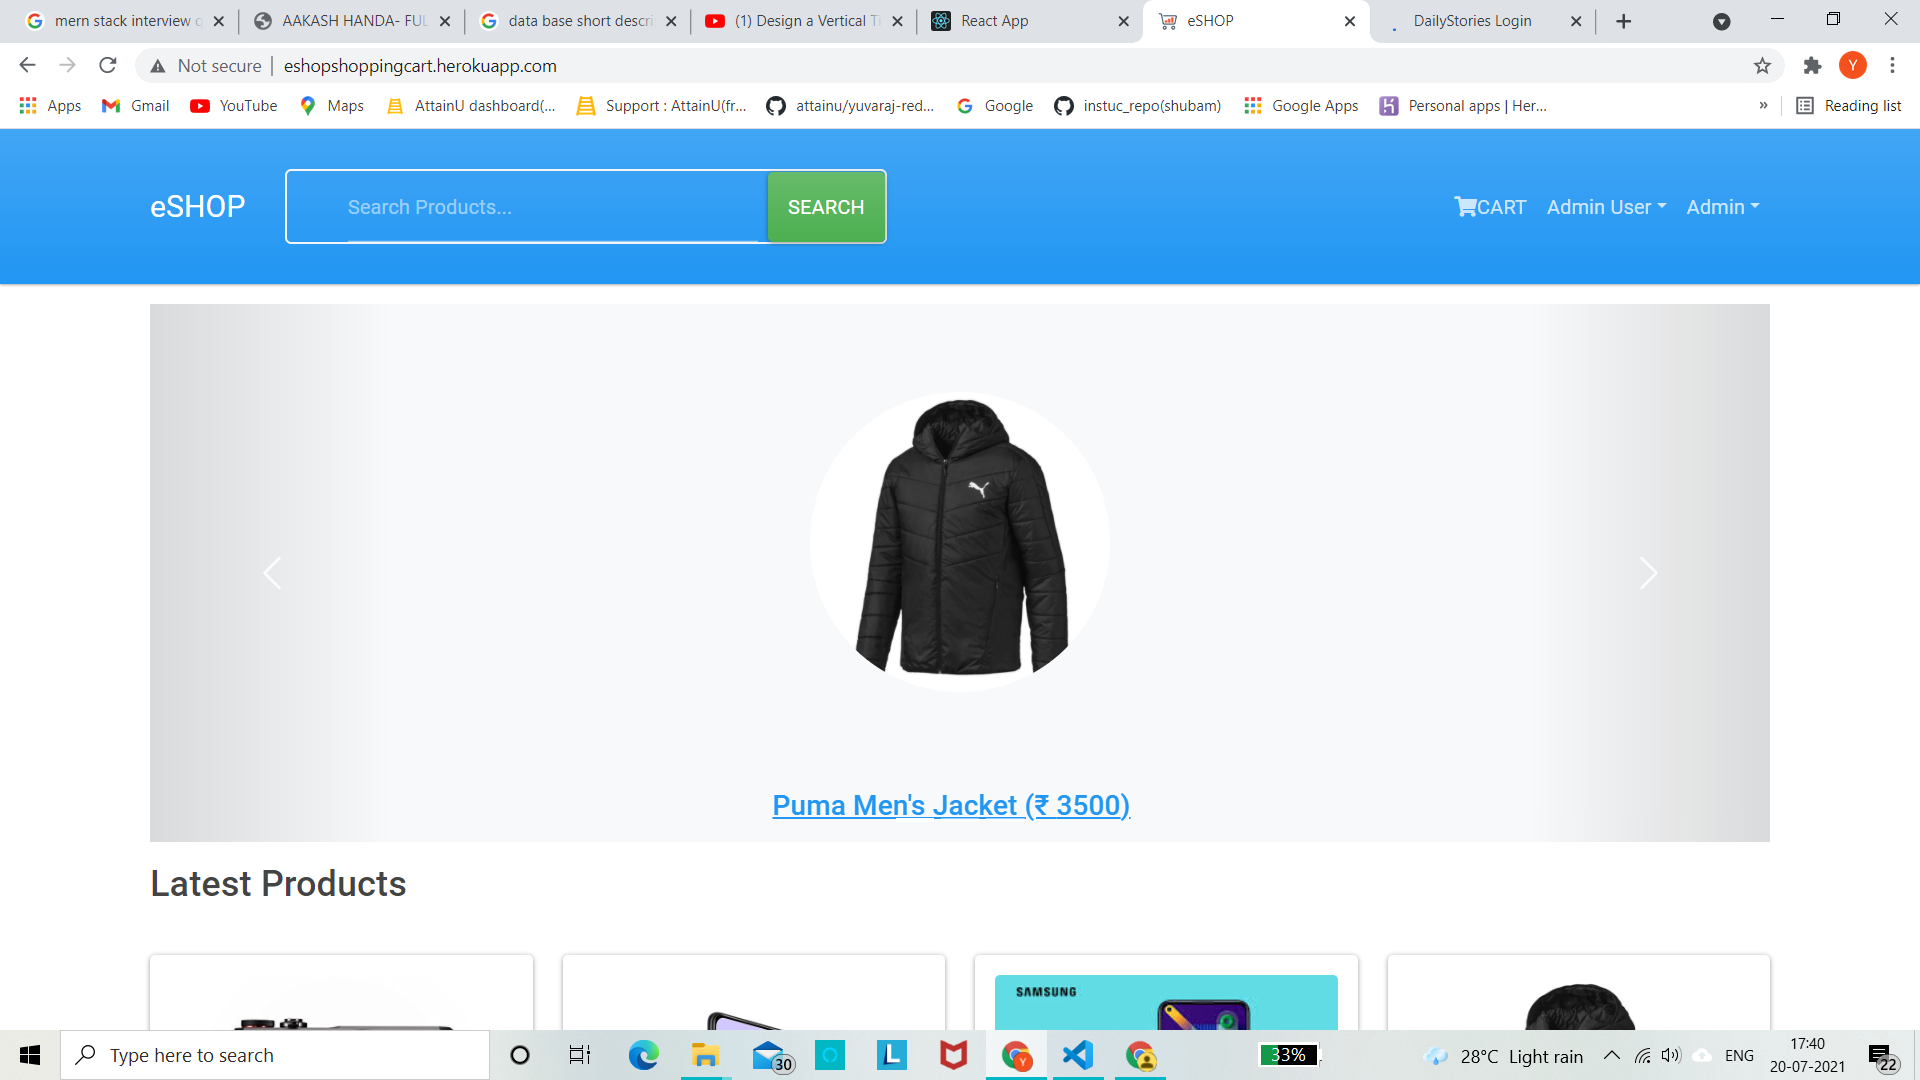 mern stack interview q
AAKASH HANDA- FUL
data base short descri
(1) Design a Vertical Ti
React App
eSHOP
DailyStories Login
Not secure
eshopshoppingcart.herokuapp.com
Y
Apps
Gmail
YouTube
Maps
AttainU dashboard(...
Support : AttainU(fr...
attainu/yuvaraj-red...
Google
instuc_repo(shubam)
Google Apps
Personal apps | Her...
»
Reading list
eSHOP
Search Products...
SEARCH
CART
Admin User
Admin
Puma Men's Jacket (₹ 3500)
Latest Products
SAMSUNG
Type here to search
30
L
Y
33%
28°C Light rain
ENG
17:40
20-07-2021
22